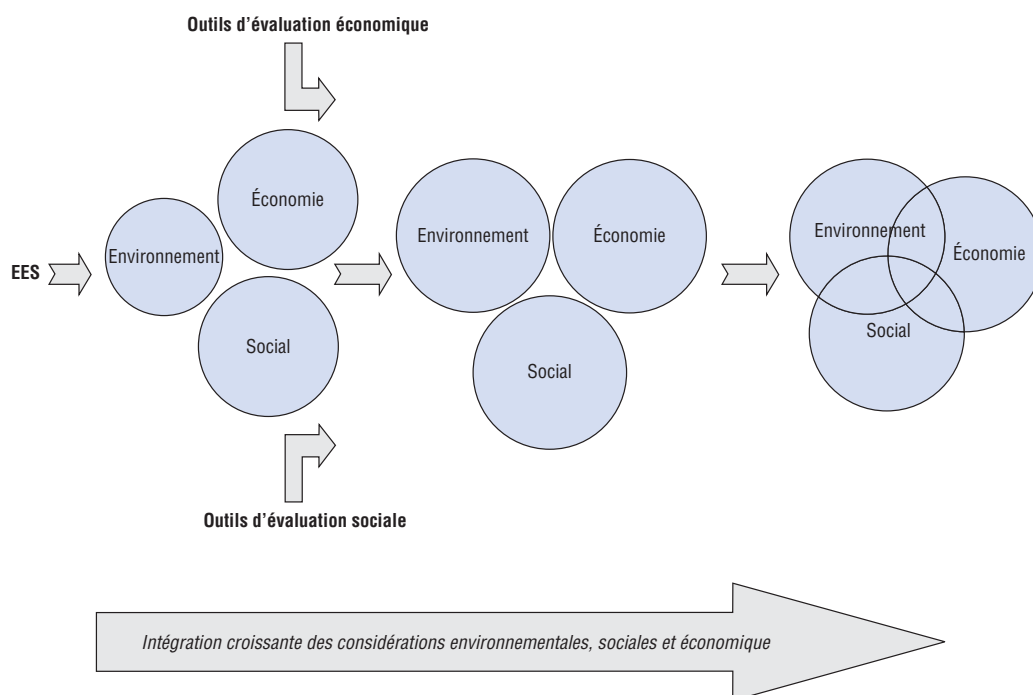 Outils d'évaluation économique
Économie
Environnement
EES
Social
Environnement
Économie
Social
Environnement
Économie
Social
Outils d'évaluation sociale
Intégration croissante des considérations environnementales, sociales et économique